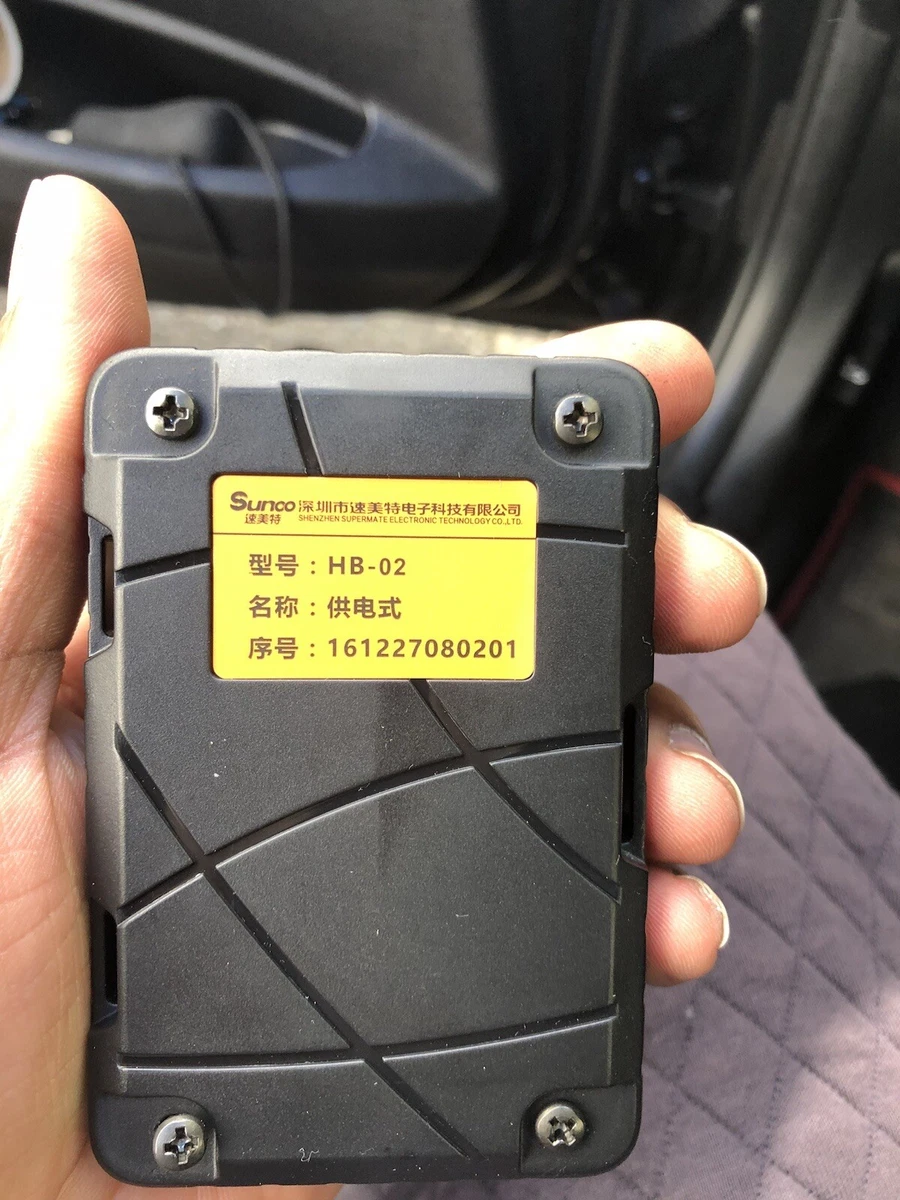 Sunco 深圳市速美特电子科技有限公司
速美特 SHENZHEN SUPERMATE ELECTRONIC TECHNOLOGY CO.,LTD.
型号：HB-02
名称：供电式
序号：161227080201